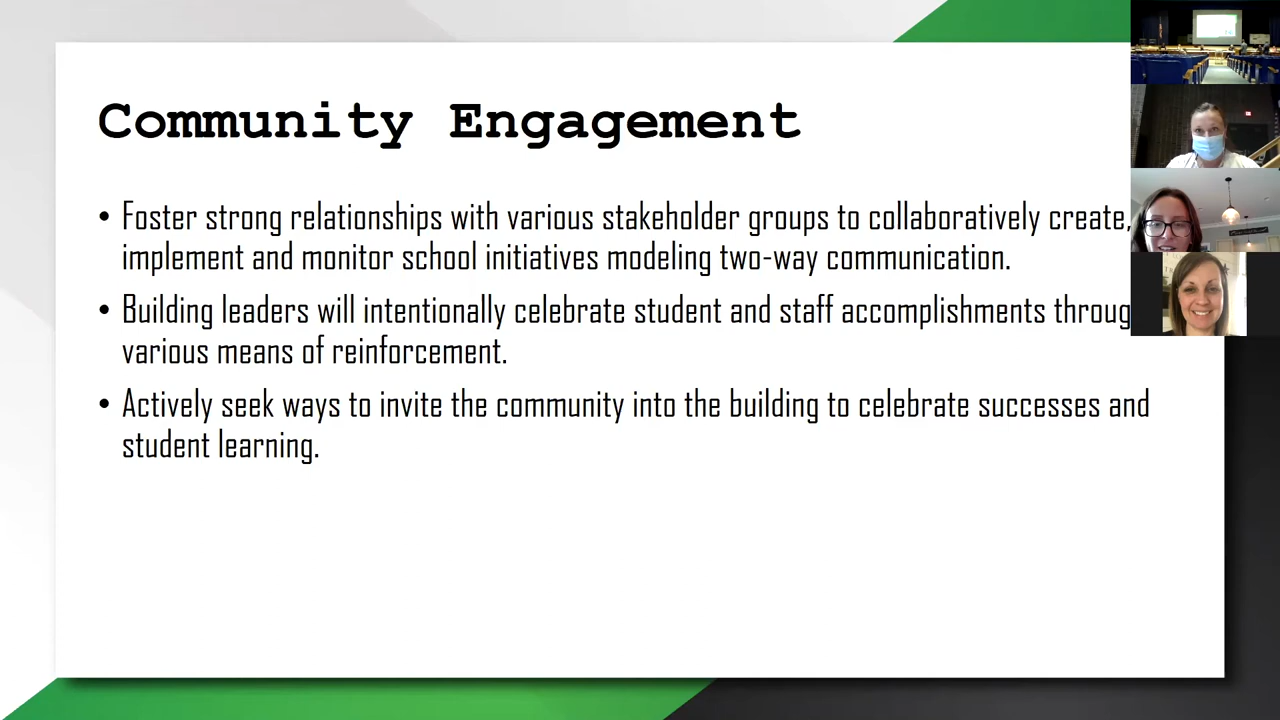 Community Engagement
• Foster strong relationships with various stakeholder groups to collaboratively create,
implement and monitor school initiatives modeling two-way communication.
• Building leaders will intentionally celebrate student and staff accomplishments throug
various means of reinforcement.
• Actively seek ways to invite the community into the building to celebrate successes and
student learning.